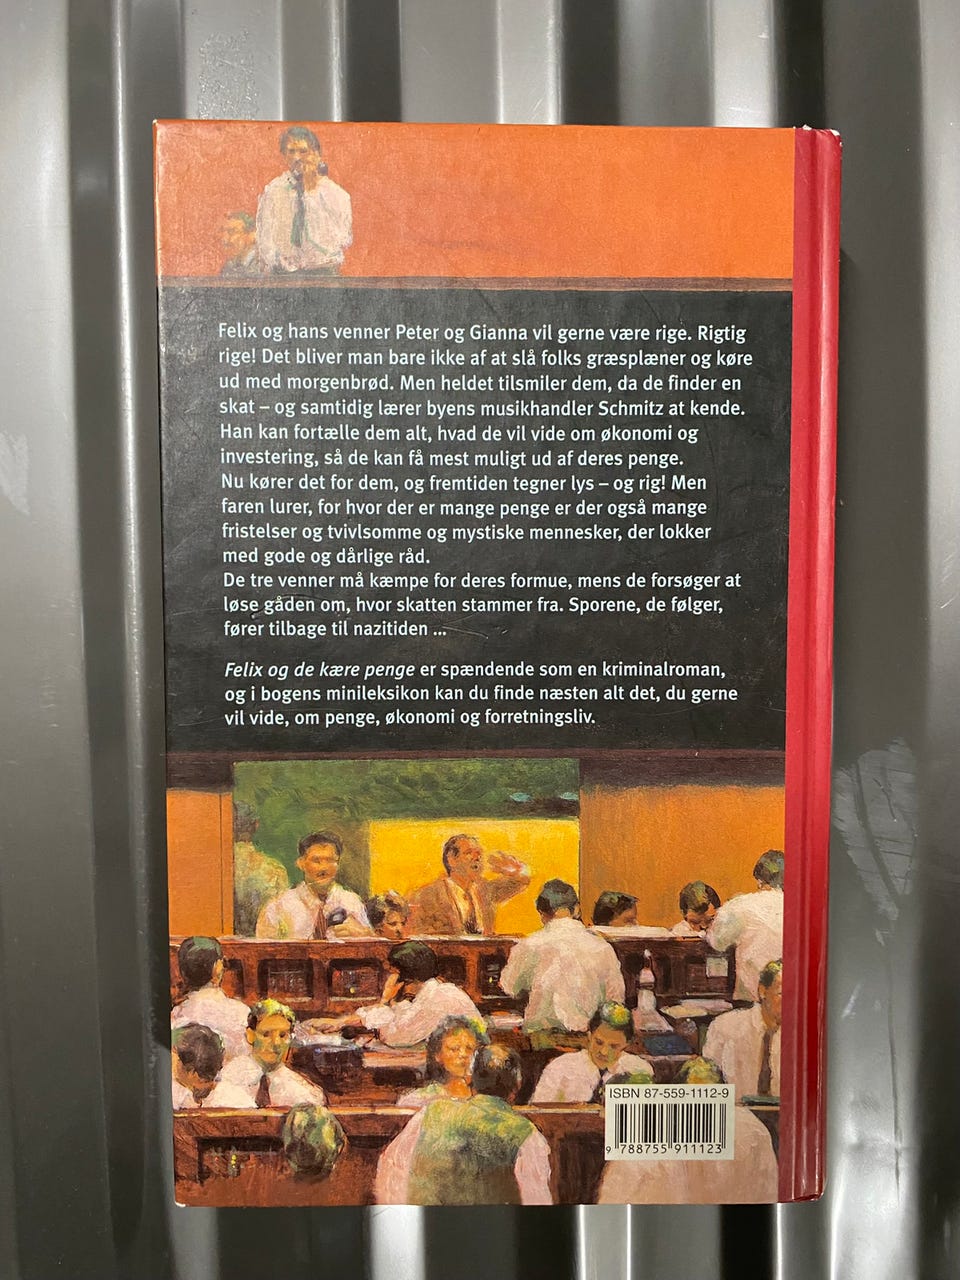 Felix og hans venner Peter og Gianna vil gerne være rige. Rigtig
rige! Det bliver man bare ikke af at slå folks græsplæner og køre
ud med morgenbrød. Men heldet tilsmiler dem, da de finder en
skat – og samtidig lærer byens musikhandler Schmitz at kende.
Han kan fortælle dem alt, hvad de vil vide om økonomi og
investering, så de kan få mest muligt ud af deres penge.
Nu kører det for dem, og fremtiden tegner lys – og rig! Men
faren lurer, for hvor der er mange penge er der også mange
fristelser og tvivlsomme og mystiske mennesker, der lokker
med gode og dårlige råd.
De tre venner må kæmpe for deres formue, mens de forsøger at
løse gåden om, hvor skatten stammer fra. Sporene, de følger,
fører tilbage til nazitiden ...
Felix og de kære penge er spændende som en kriminalroman,
og i bogens minileksikon kan du finde næsten alt det, du gerne
vil vide, om penge, økonomi og forretningsliv.
ISBN 87-559-1112-9
9 788755 911123